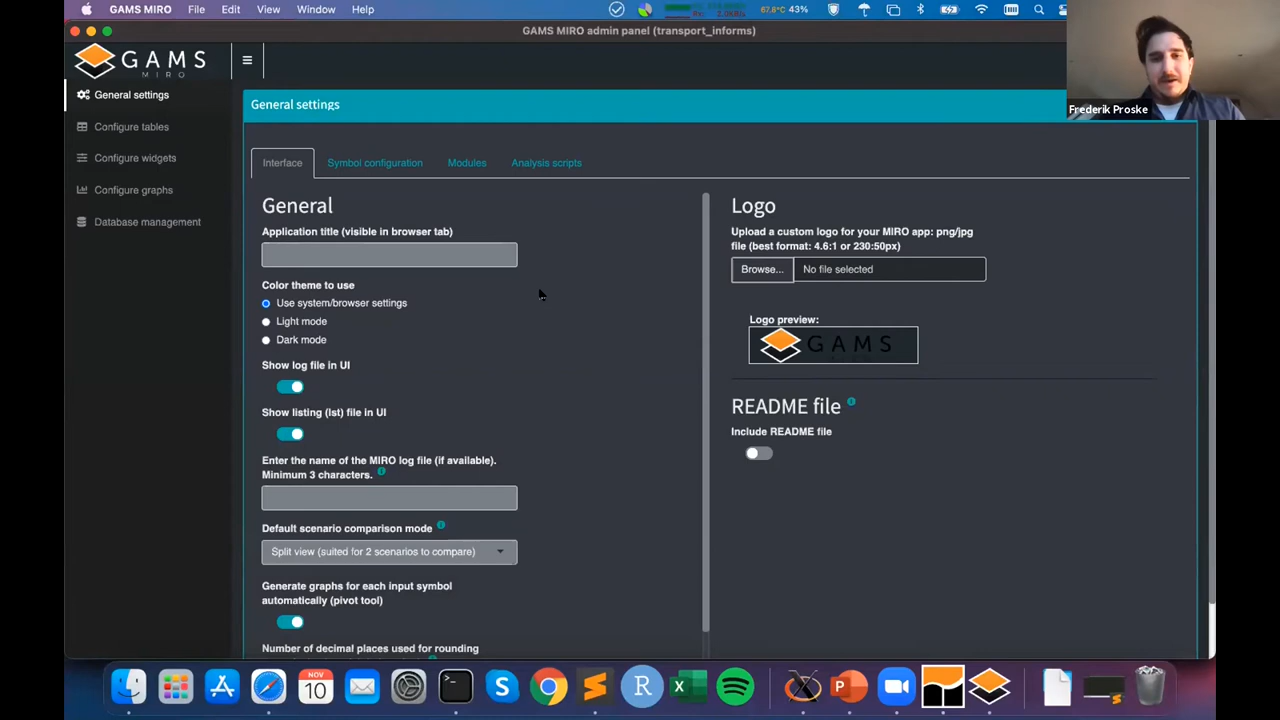 GAMS MIRO File Edit View Window Help
67.8°C 43%
GAMS MIRO admin panel (transport_informs)
GAMS
MIRO
General settings
Configure tables
Configure widgets
Configure graphs
Database management
General settings
Interface Symbol configuration Modules Analysis scripts
General
Application title (visible in browser tab)
Color theme to use
Use system/browser settings
Light mode
Dark mode
Show log file in UI
Show listing (lst) file in UI
Enter the name of the MIRO log file (if available).
Minimum 3 characters.
Default scenario comparison mode
Split view (suited for 2 scenarios to compare)
Generate graphs for each input symbol
automatically (pivot tool)
Number of decimal places used for rounding
Logo
Upload a custom logo for your MIRO app: png/jpg
file (best format: 4.6:1 or 230:50px)
Browse... No file selected
Logo preview:
GAMS
README file
Include README file
Frederik Proske
NOV
10